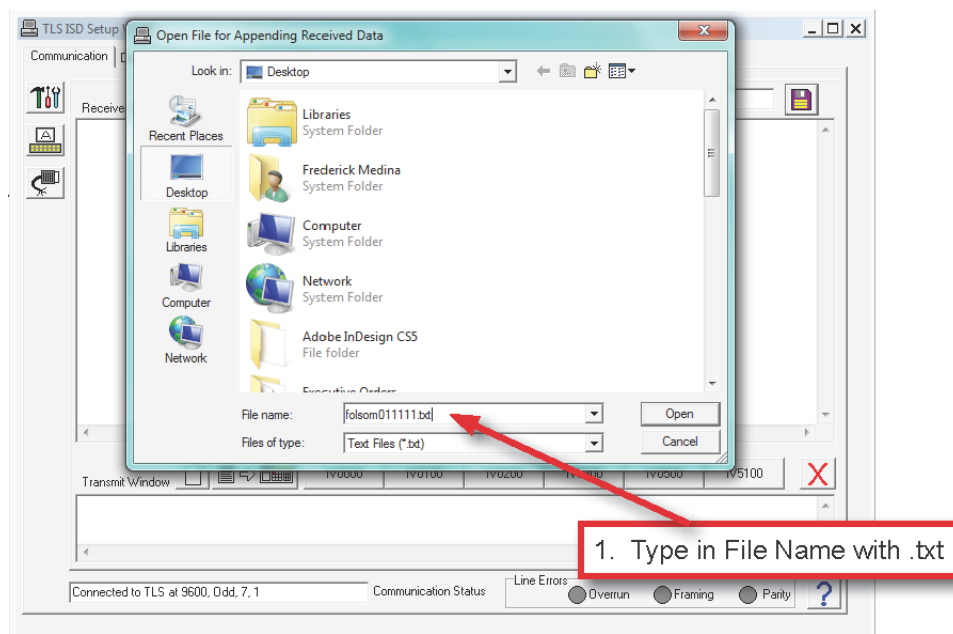 TLS ISD Setup
Open File for Appending Received Data
Communication
Look in:
Desktop
Receive
Recent Places
Desktop
Libraries
Computer
Network
Libraries
System Folder
Frederick Medina
System Folder
Computer
System Folder
Network
System Folder
Adobe InDesign CS5
File folder
Executive Orders
File name:
folsom011111.txt
Open
Files of type:
Text Files (*.txt)
Cancel
Transmit Window
IV0000
IV0100
IV0200
IV0500
IV5100
1. Type in File Name with .txt
Connected to TLS at 9600, Odd, 7, 1
Communication Status
Line Errors
Overrun
Framing
Parity